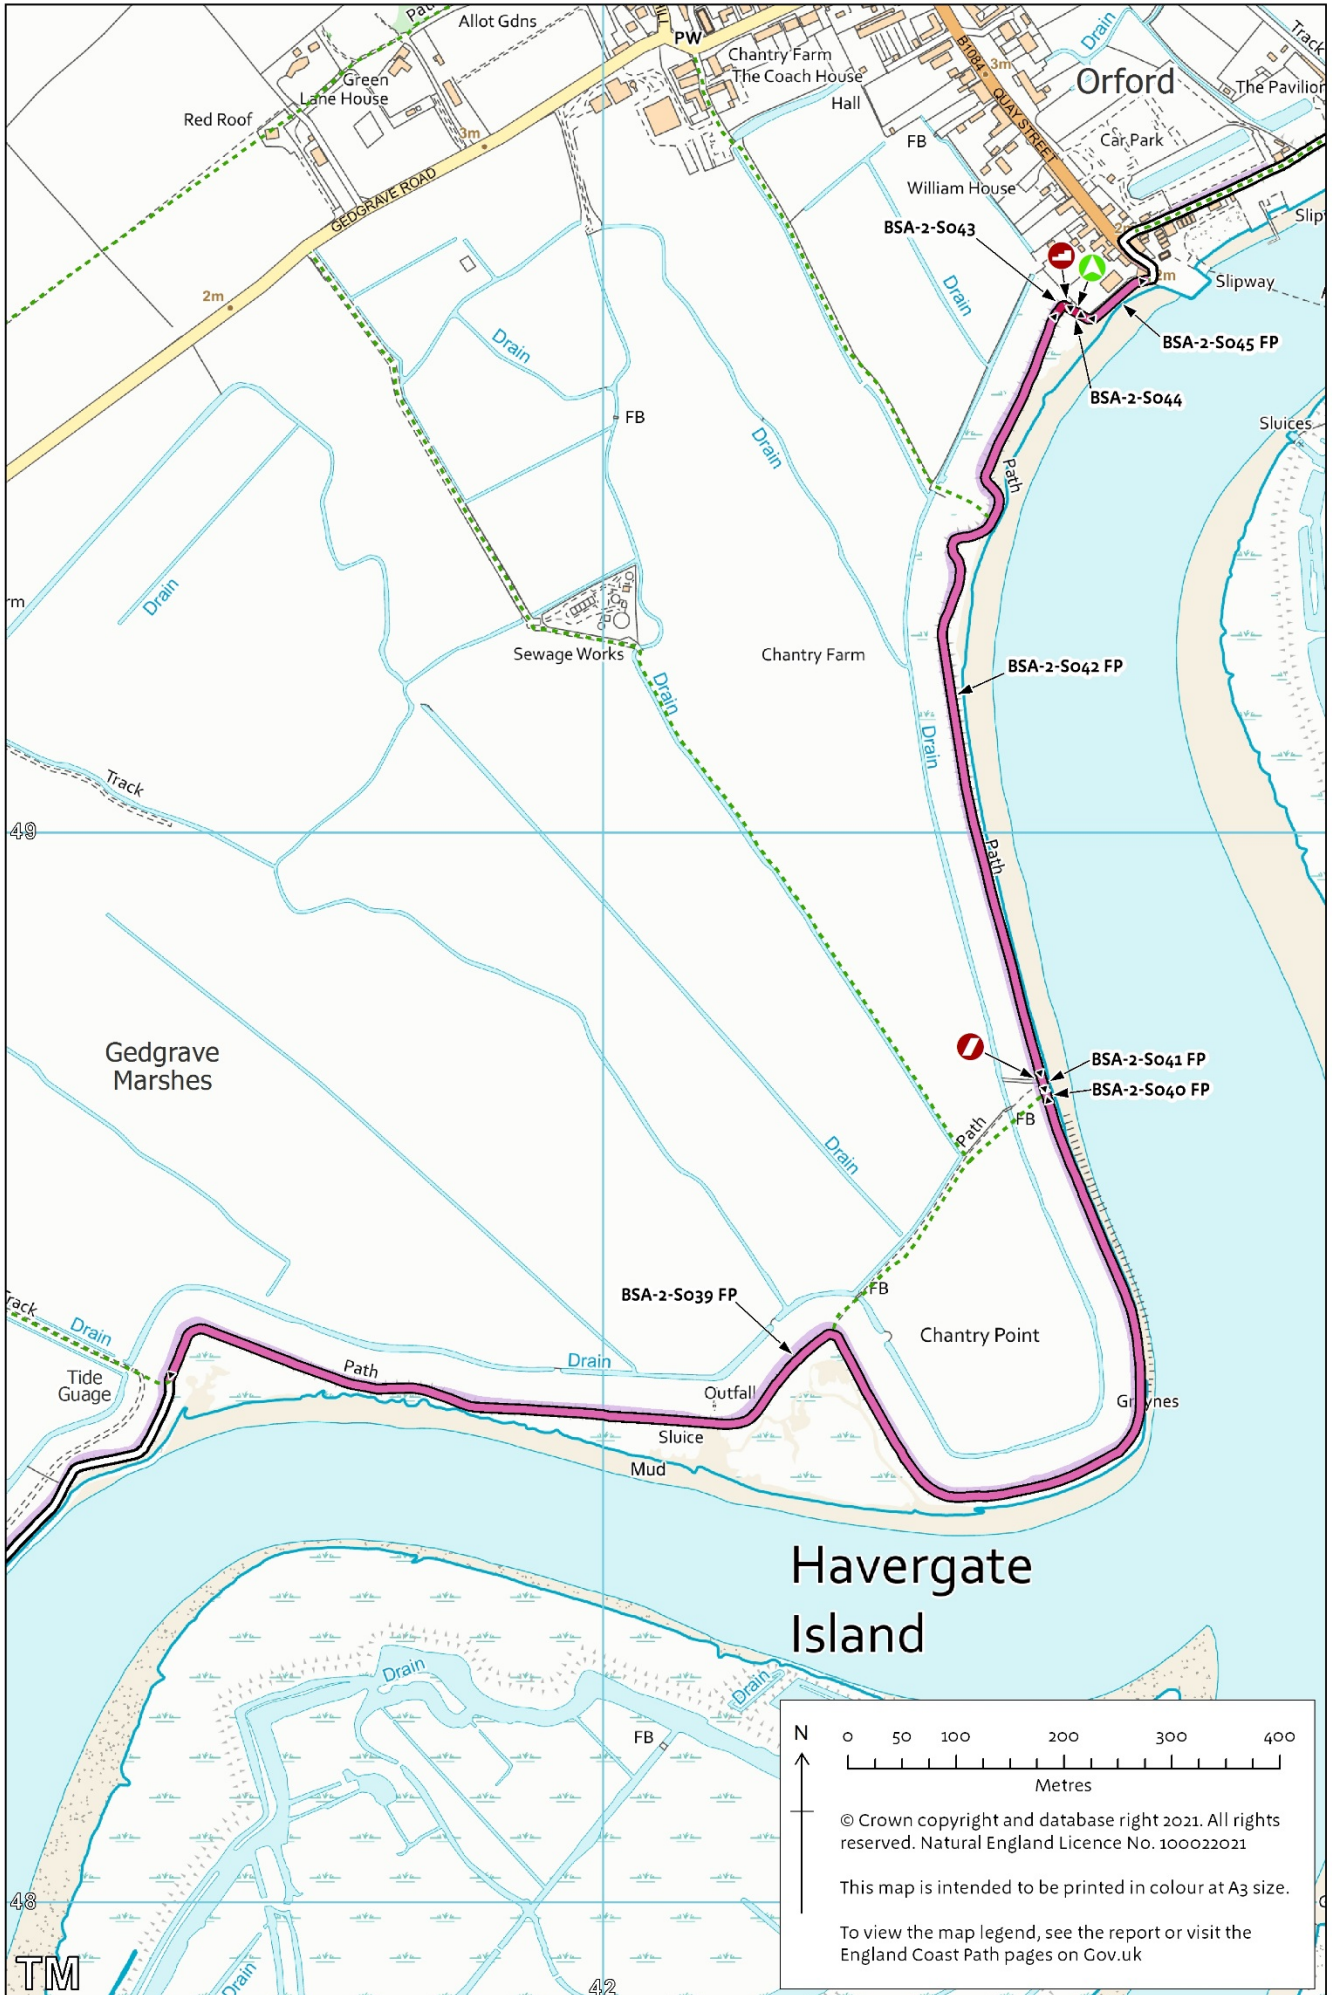 Path
Allot Gdns
HILL
PW
Chantry Farm
The Coach House
Hall
B1084
3m
QUAY STREET
Drain
Track
Orford
The Pavilion
Green
Lane House
Red Roof
3m
Car Park
FB
GEDGRAVE ROAD
William House
Slip
BSA-2-S043
2m
2m
Slipway
2m
Drain
Drain
BSA-2-S045 FP
BSA-2-S044
FB
Sluices
Drain
Path
Drain
rm
Sewage Works
Chantry Farm
BSA-2-S042 FP
Drain
Drain
Track
49
Path
Gedgrave
Marshes
BSA-2-S041 FP
BSA-2-S040 FP
Path
FB
Drain
FB
BSA-2-S039 FP
Track
Drain
Chantry Point
Tide
Guage
Path
Drain
Outfall
Groynes
Sluice
Mud
Havergate
Island
Drain
Drain
FB
N
0 50 100 200 300 400
Metres
© Crown copyright and database right 2021. All rights
reserved. Natural England Licence No. 100022021
This map is intended to be printed in colour at A3 size.
To view the map legend, see the report or visit the
England Coast Path pages on Gov.uk
48
TM
Drain
42